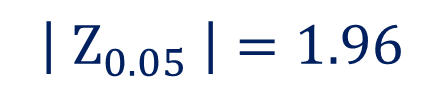 | Z₀.₀₅ | = 1.96